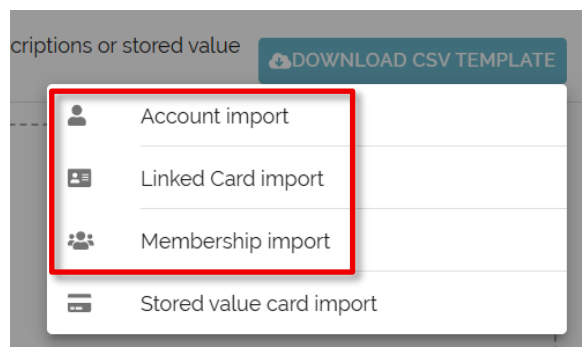 criptions or stored value
DOWNLOAD CSV TEMPLATE
Account import
Linked Card import
Membership import
Stored value card import